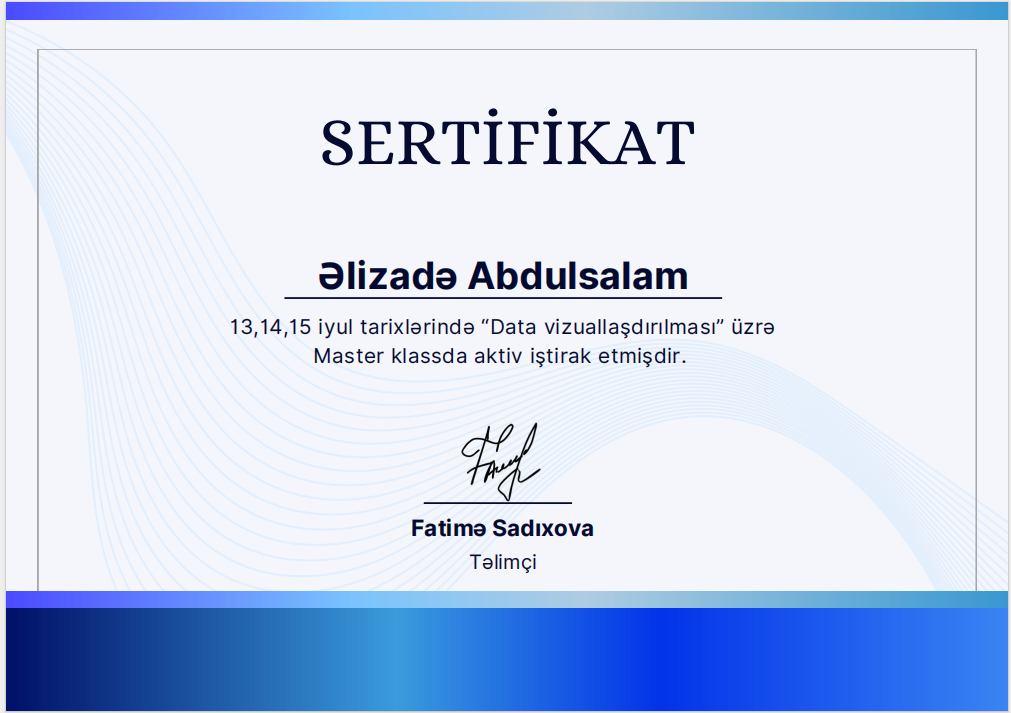 SERTİFİKAT
Əlizadə Abdulsalam
13,14,15 iyul tarixlərində “Data vizuallaşdırılması” üzrə
Master klassda aktiv iştirak etmişdir.
Fatimə Sadıxova
Təlimçi